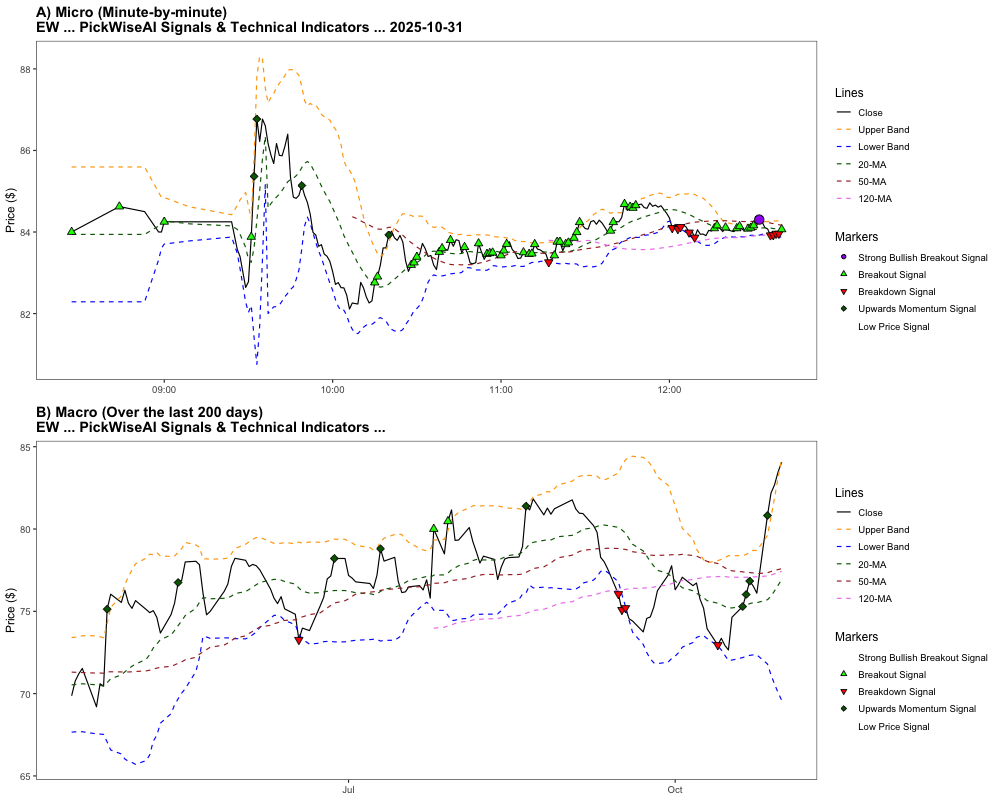 A) Micro (Minute-by-minute)
EW ... PickWiseAI Signals & Technical Indicators ... 2025-10-31
Price ($)
88
86
84
82
09:00
10:00
11:00
12:00
Lines
Close
Upper Band
Lower Band
20-MA
50-MA
120-MA
Markers
Strong Bullish Breakout Signal
Breakout Signal
Breakdown Signal
Upwards Momentum Signal
Low Price Signal
B) Macro (Over the last 200 days)
EW ... PickWiseAI Signals & Technical Indicators ...
Price ($)
85
80
75
70
65
Jul
Oct
Lines
Close
Upper Band
Lower Band
20-MA
50-MA
120-MA
Markers
Strong Bullish Breakout Signal
Breakout Signal
Breakdown Signal
Upwards Momentum Signal
Low Price Signal